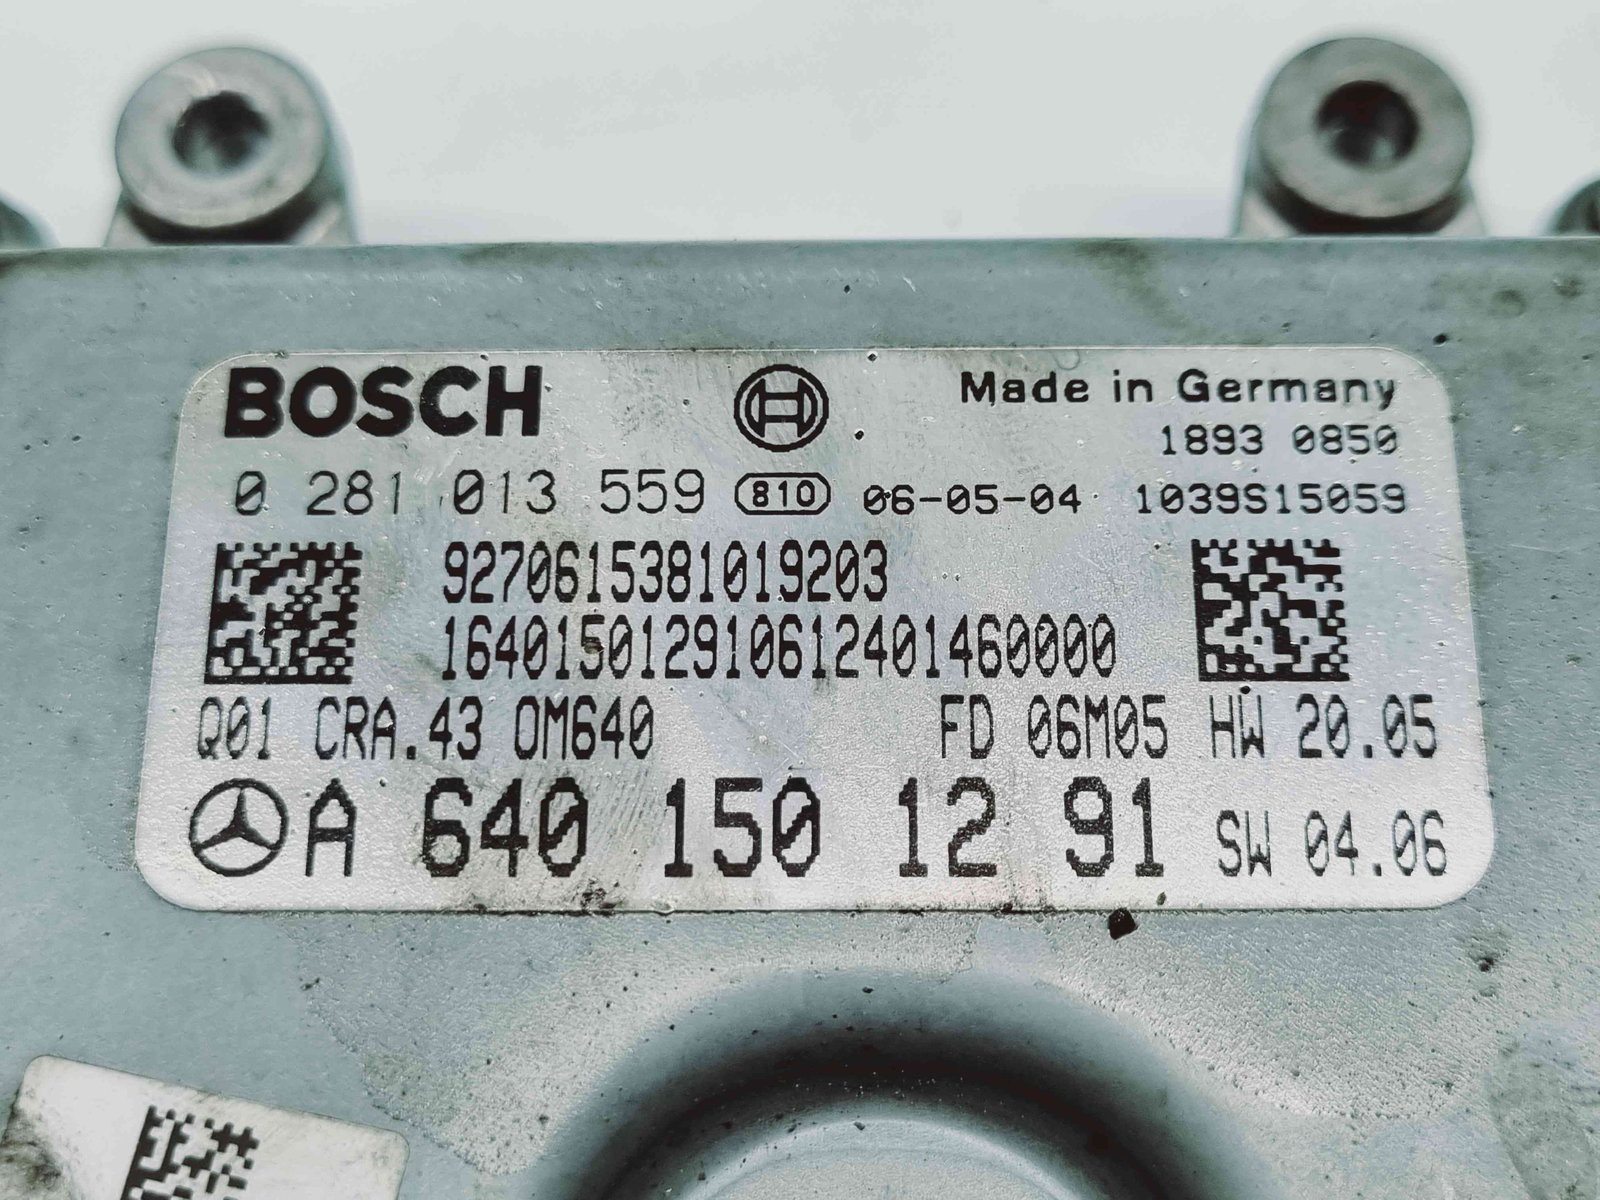 BOSCH
Made in Germany
1893 0850
0 281 013 559 810 06-05-04 1039S15059
9270615381019203
164015012910612401460000
Q01 CRA.43 OM640 FD 06M05 HW 20.05
A 640 150 12 91 SW 04.06